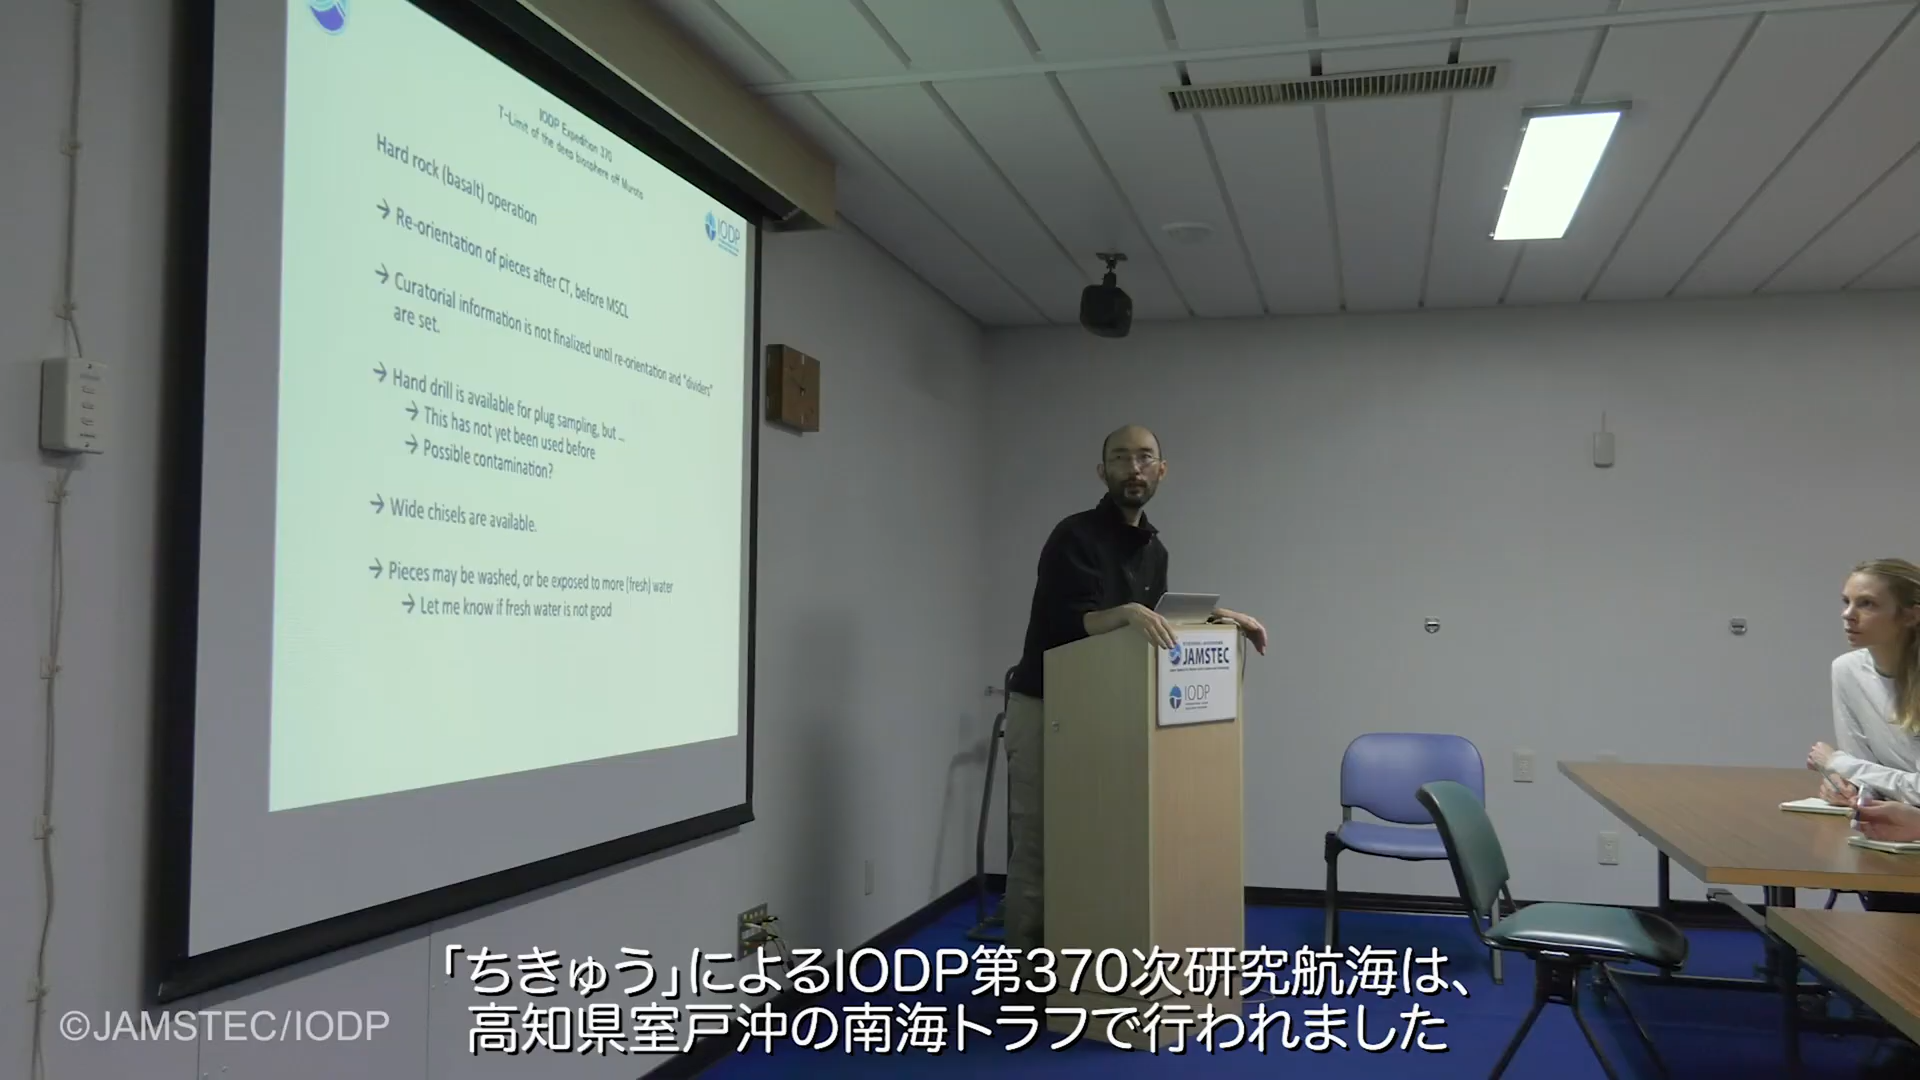 IODP Expedition 370
T-Limit of the deep biosphere off Muroto
IODP
Hard rock (basalt) operation
→ Re-orientation of pieces after CT, before MSCL
→ Curatorial information is not finalized until re-orientation and "dividers"
are set.
→ Hand drill is available for plug sampling, but ...
→ This has not yet been used before
→ Possible contamination?
→ Wide chisels are available.
→ Pieces may be washed, or be exposed to more (fresh) water
→ Let me know if fresh water is not good
JAMSTEC
IODP
「ちきゅう」によるIODP第370次研究航海は、
高知県室戸沖の南海トラフで行われました
©JAMSTEC/IODP